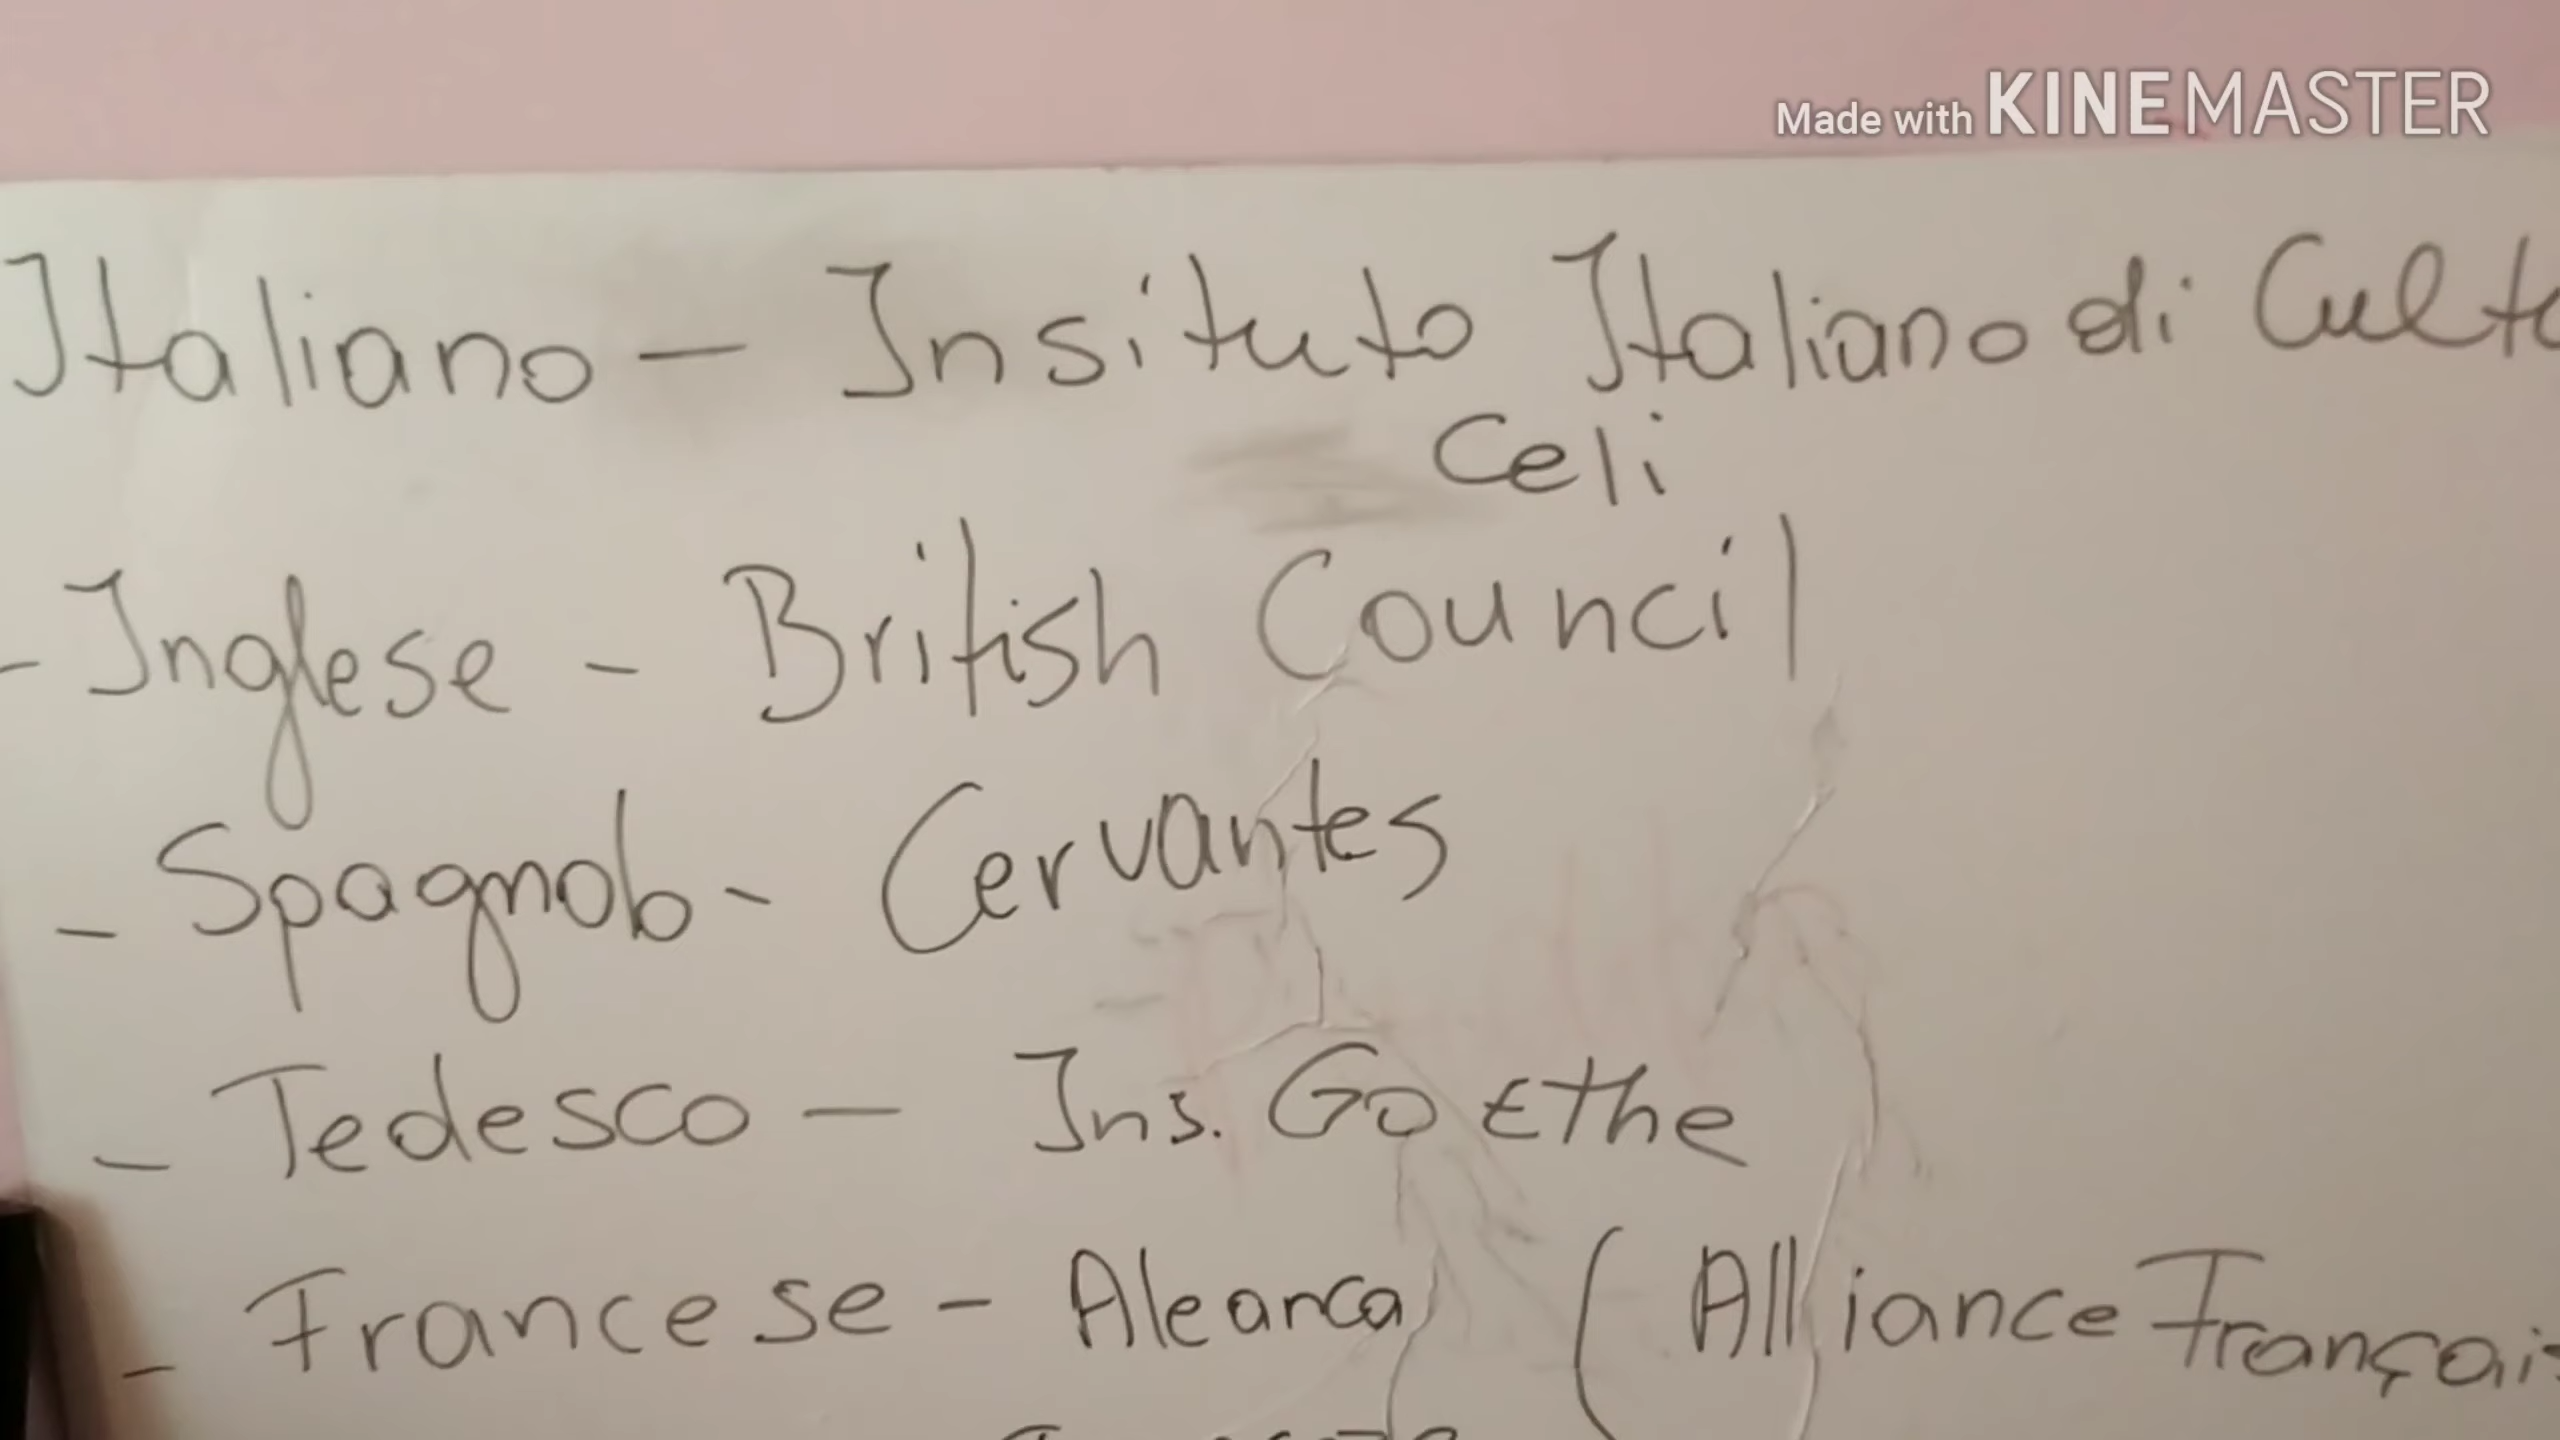 Made with KINEMASTER
Italiano - Insituto Italiano di Cult
Celi
- Inglese - British Council
- Spagnolo - Cervantes
- Tedesco - Ins. GoEthe
- Francese - Aleanca (Alliance Françai